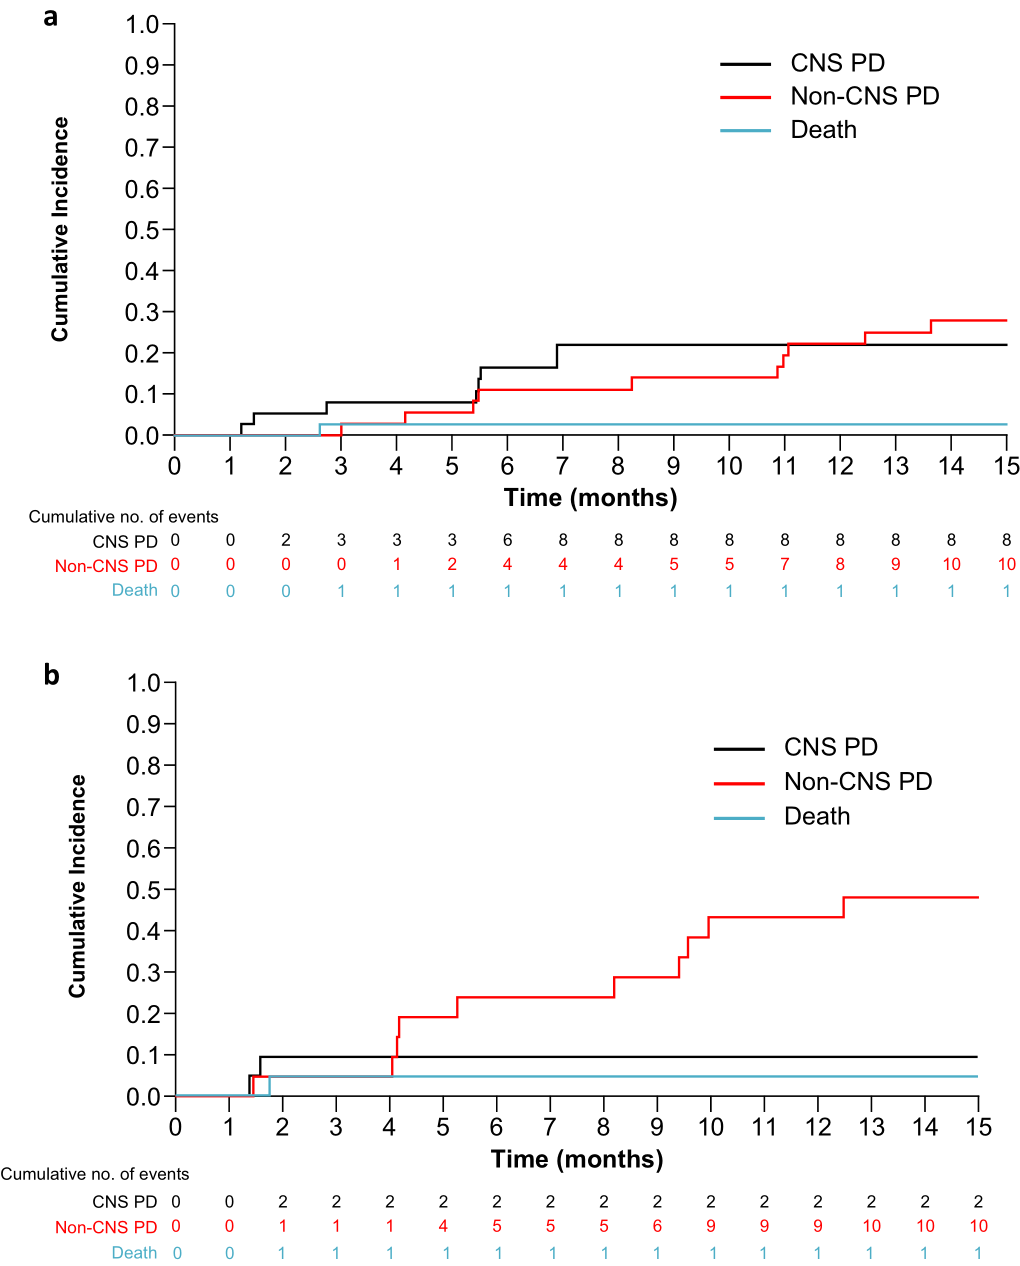 a
1.0
0.9
0.8
0.7
0.6
0.5
0.4
0.3
0.2
0.1
0.0
Cumulative Incidence
CNS PD
Non-CNS PD
Death
0 1 2 3 4 5 6 7 8 9 10 11 12 13 14 15
Time (months)
Cumulative no. of events
CNS PD 0 0 2 3 3 3 6 8 8 8 8 8 8 8 8 8
Non-CNS PD 0 0 0 0 1 2 4 4 4 5 5 7 8 9 10 10
Death 0 0 0 1 1 1 1 1 1 1 1 1 1 1 1 1
b
1.0
0.9
0.8
0.7
0.6
0.5
0.4
0.3
0.2
0.1
0.0
Cumulative Incidence
CNS PD
Non-CNS PD
Death
0 1 2 3 4 5 6 7 8 9 10 11 12 13 14 15
Time (months)
Cumulative no. of events
CNS PD 0 0 2 2 2 2 2 2 2 2 2 2 2 2 2 2
Non-CNS PD 0 0 1 1 1 4 5 5 5 6 9 9 9 10 10 10
Death 0 0 1 1 1 1 1 1 1 1 1 1 1 1 1 1